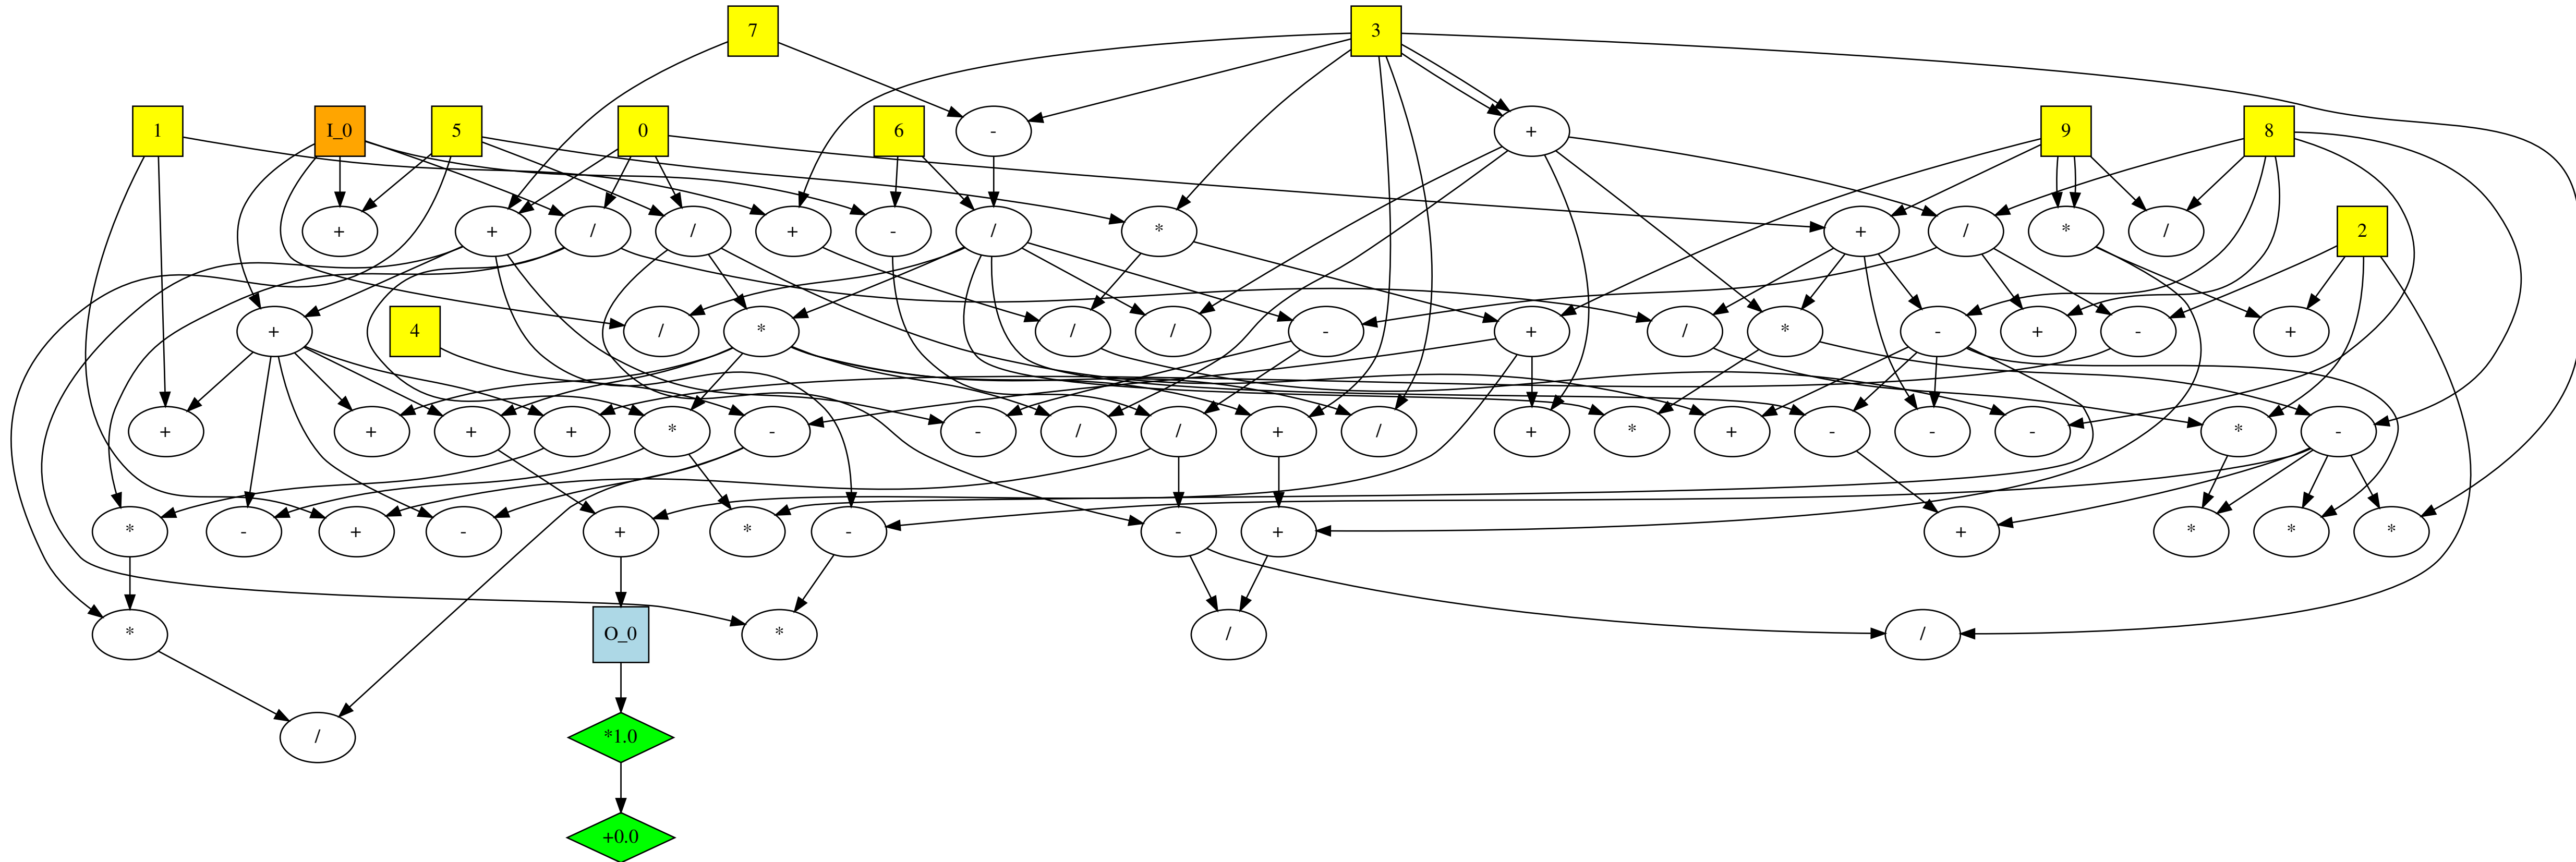 7 3
1 I_0 5 0 6 - + 9 8
+ + / / + - / * + / * / 2
+ 4 / * / / - + / * - + - +
+ + + + * - - / / + / + * + - - - * -
* - + - + * - - + + * * *
* O_0 * / /
/ *1.0
+0.0